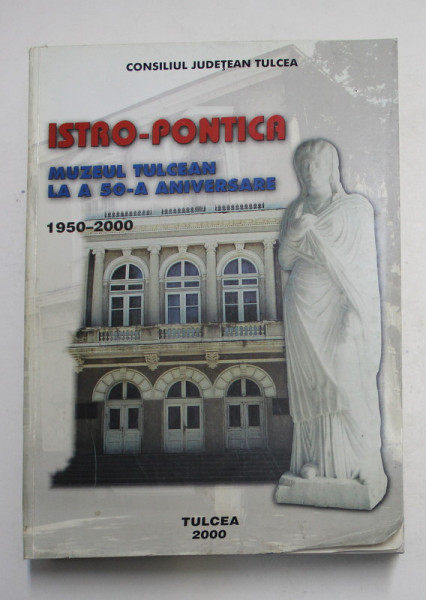 CONSILIUL JUDEȚEAN TULCEA
ISTRO-PONTICA
MUZEUL TULCEAN
LA A 50-A ANIVERSARE
1950-2000
TULCEA
2000